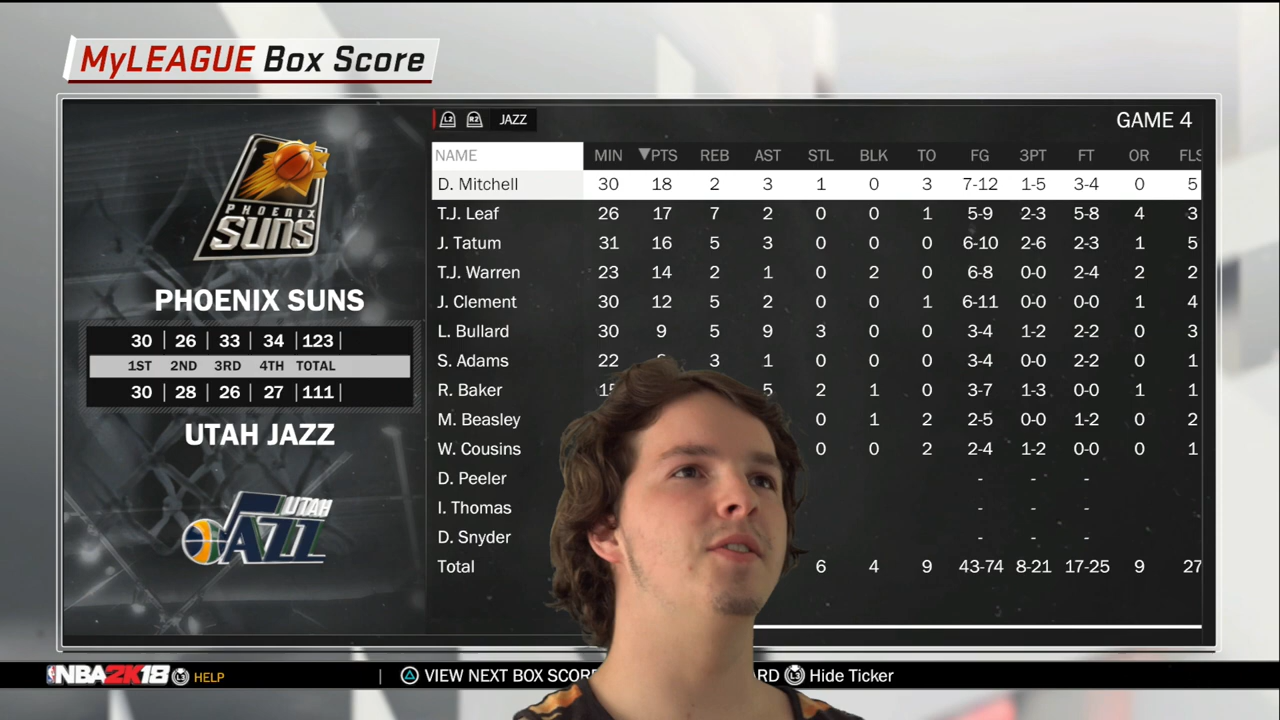 MyLEAGUE Box Score
L2 R2 JAZZ GAME 4
NAME MIN PTS REB AST STL BLK TO FG 3PT FT OR FLS
D. Mitchell 30 18 2 3 1 0 3 7-12 1-5 3-4 0 5
T.J. Leaf 26 17 7 2 0 0 1 5-9 2-3 5-8 4 3
J. Tatum 31 16 5 3 0 0 0 6-10 2-6 2-3 1 5
T.J. Warren 23 14 2 1 0 2 0 6-8 0-0 2-4 2 2
J. Clement 30 12 5 2 0 0 1 6-11 0-0 0-0 1 4
L. Bullard 30 9 5 9 3 0 0 3-4 1-2 2-2 0 3
S. Adams 22 3 1 0 0 0 3-4 0-0 2-2 0 1
R. Baker 5 2 1 0 3-7 1-3 0-0 1 1
M. Beasley 0 1 2 2-5 0-0 1-2 0 2
W. Cousins 0 0 2 2-4 1-2 0-0 0 1
D. Peeler - - -
I. Thomas - - -
D. Snyder - - -
Total 6 4 9 43-74 8-21 17-25 9 27
PHOENIX
SUNS
PHOENIX SUNS
30 26 33 34 123
1ST 2ND 3RD 4TH TOTAL
30 28 26 27 111
UTAH JAZZ
UTAH
JAZZ
NBA2K18 L3 HELP VIEW NEXT BOX SCORE L3 Hide Ticker